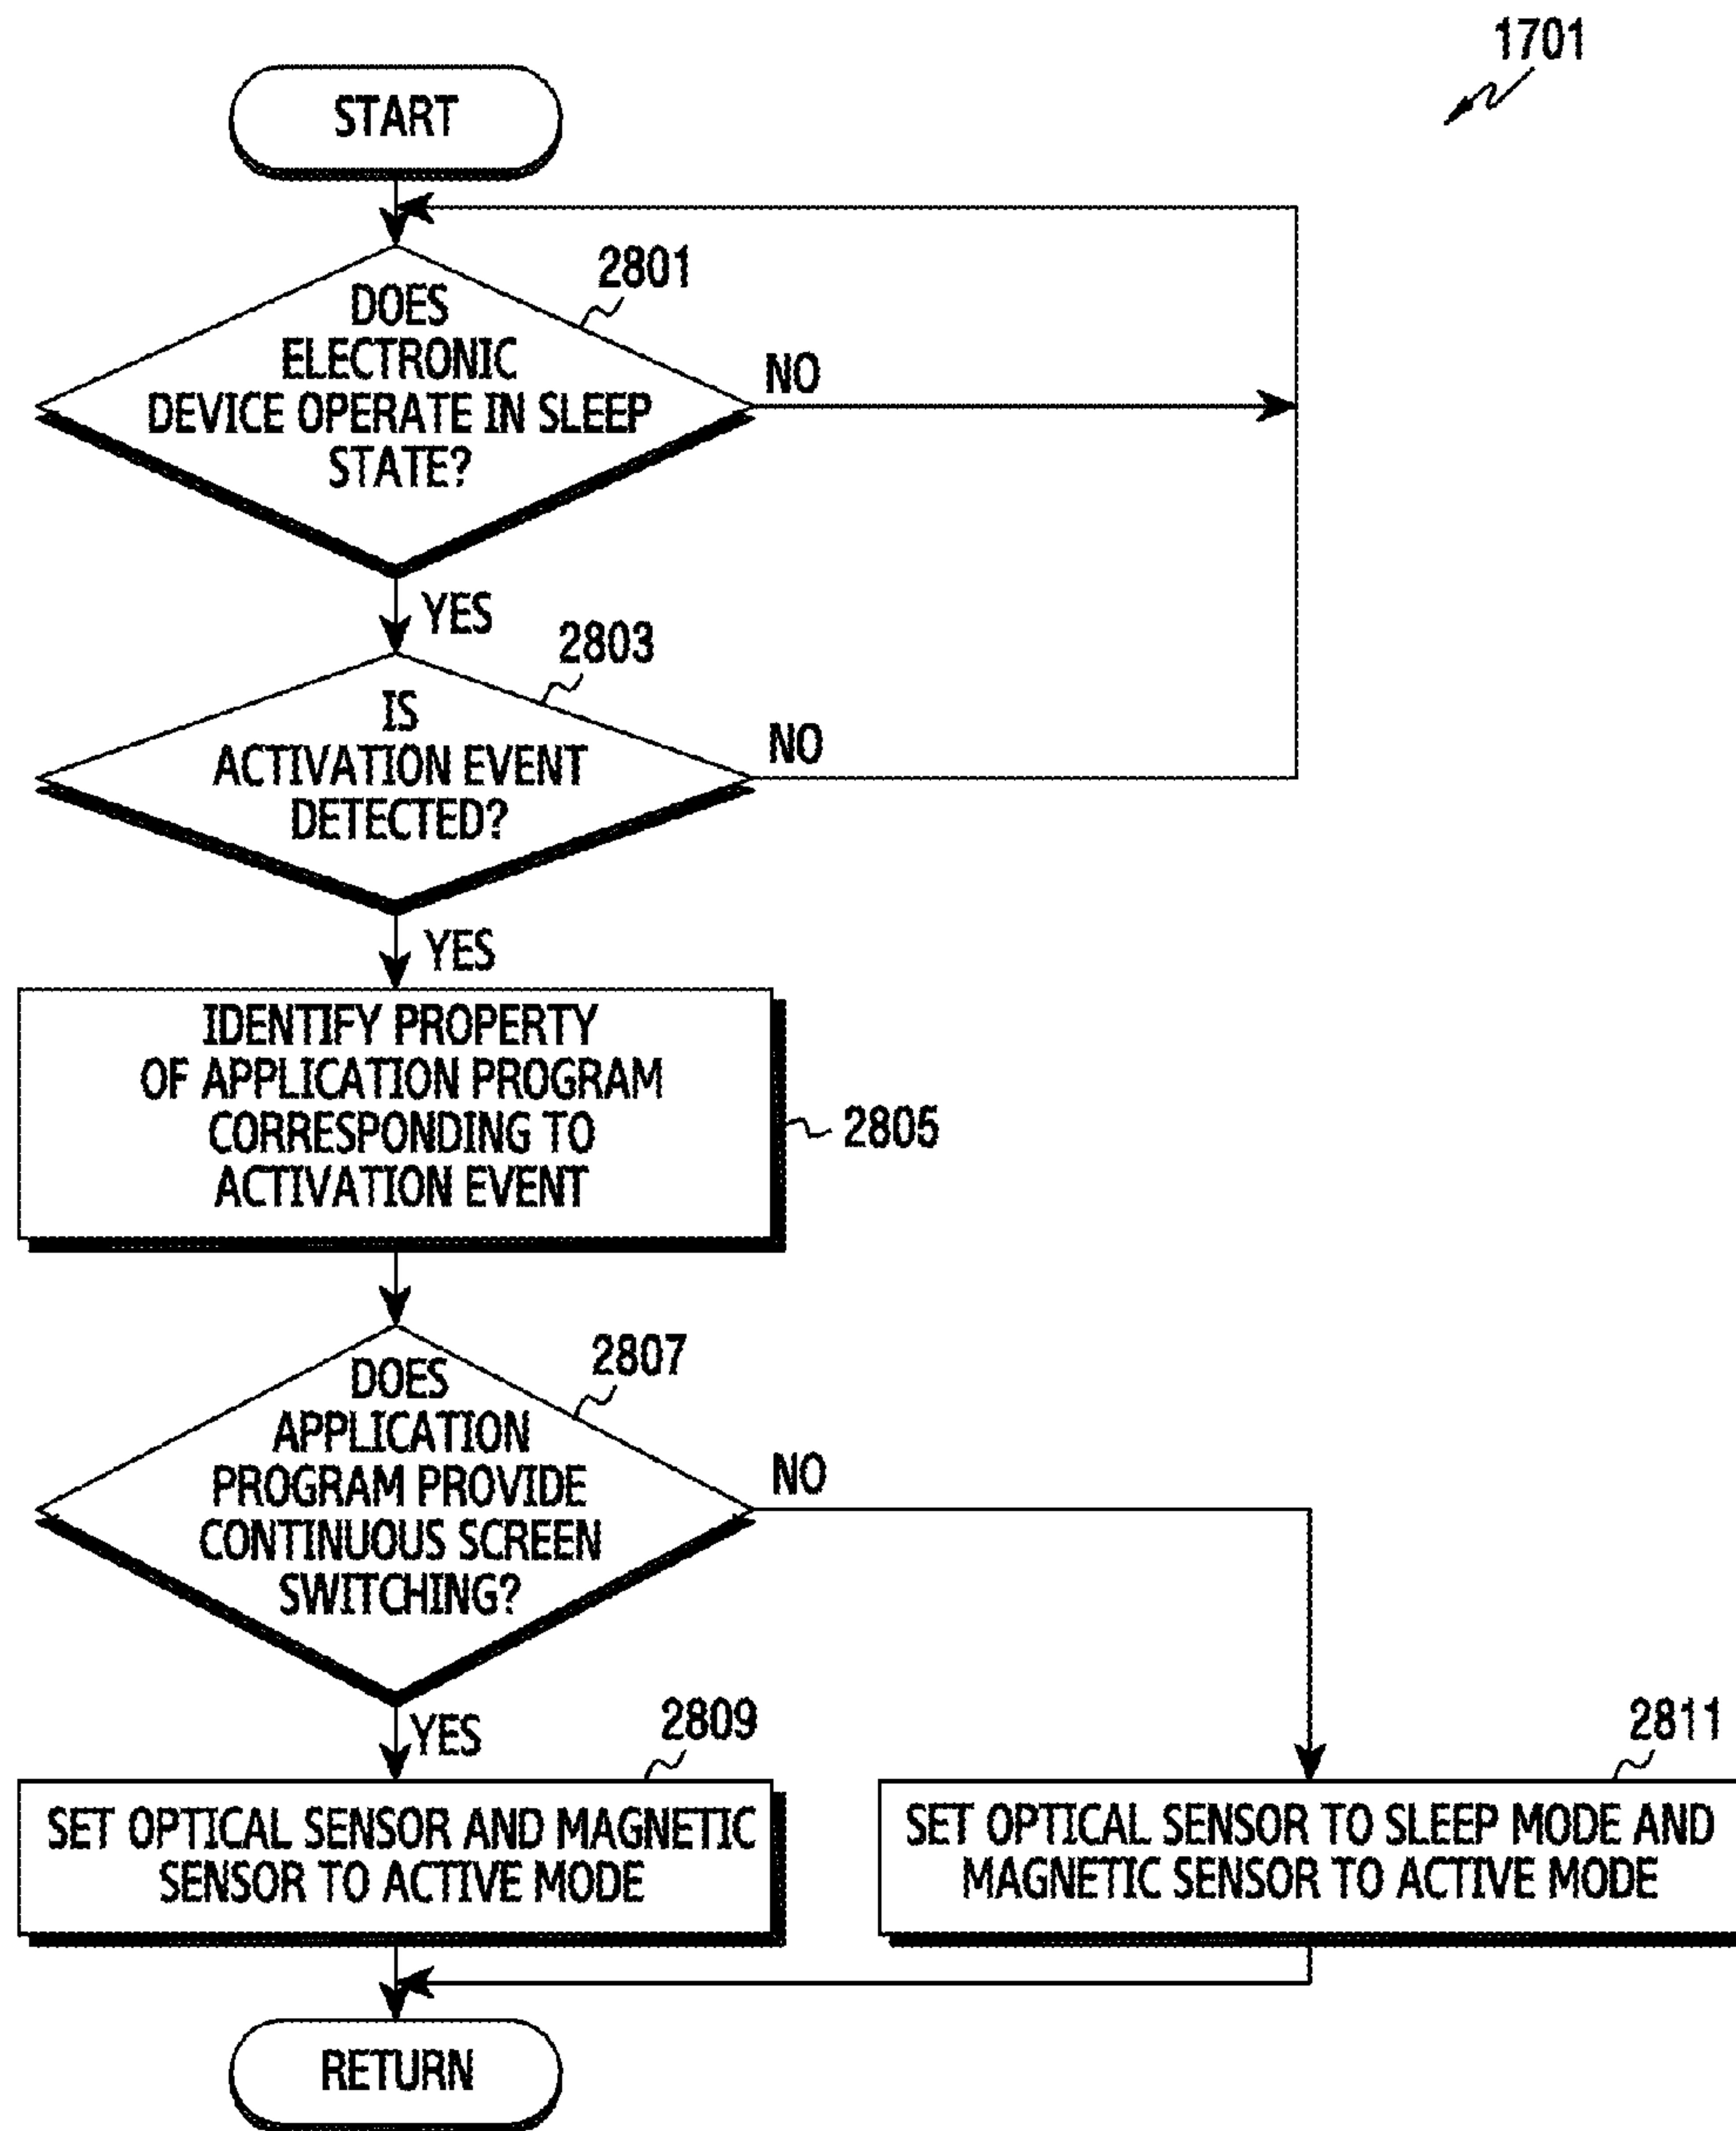 1701
START
2801
DOES
ELECTRONIC
DEVICE OPERATE IN SLEEP
STATE?
NO
YES
2803
IS
ACTIVATION EVENT
DETECTED?
NO
YES
IDENTIFY PROPERTY
OF APPLICATION PROGRAM
CORRESPONDING TO
ACTIVATION EVENT
2805
2807
DOES
APPLICATION
PROGRAM PROVIDE
CONTINUOUS SCREEN
SWITCHING?
NO
YES
2809
SET OPTICAL SENSOR AND MAGNETIC
SENSOR TO ACTIVE MODE
2811
SET OPTICAL SENSOR TO SLEEP MODE AND
MAGNETIC SENSOR TO ACTIVE MODE
RETURN